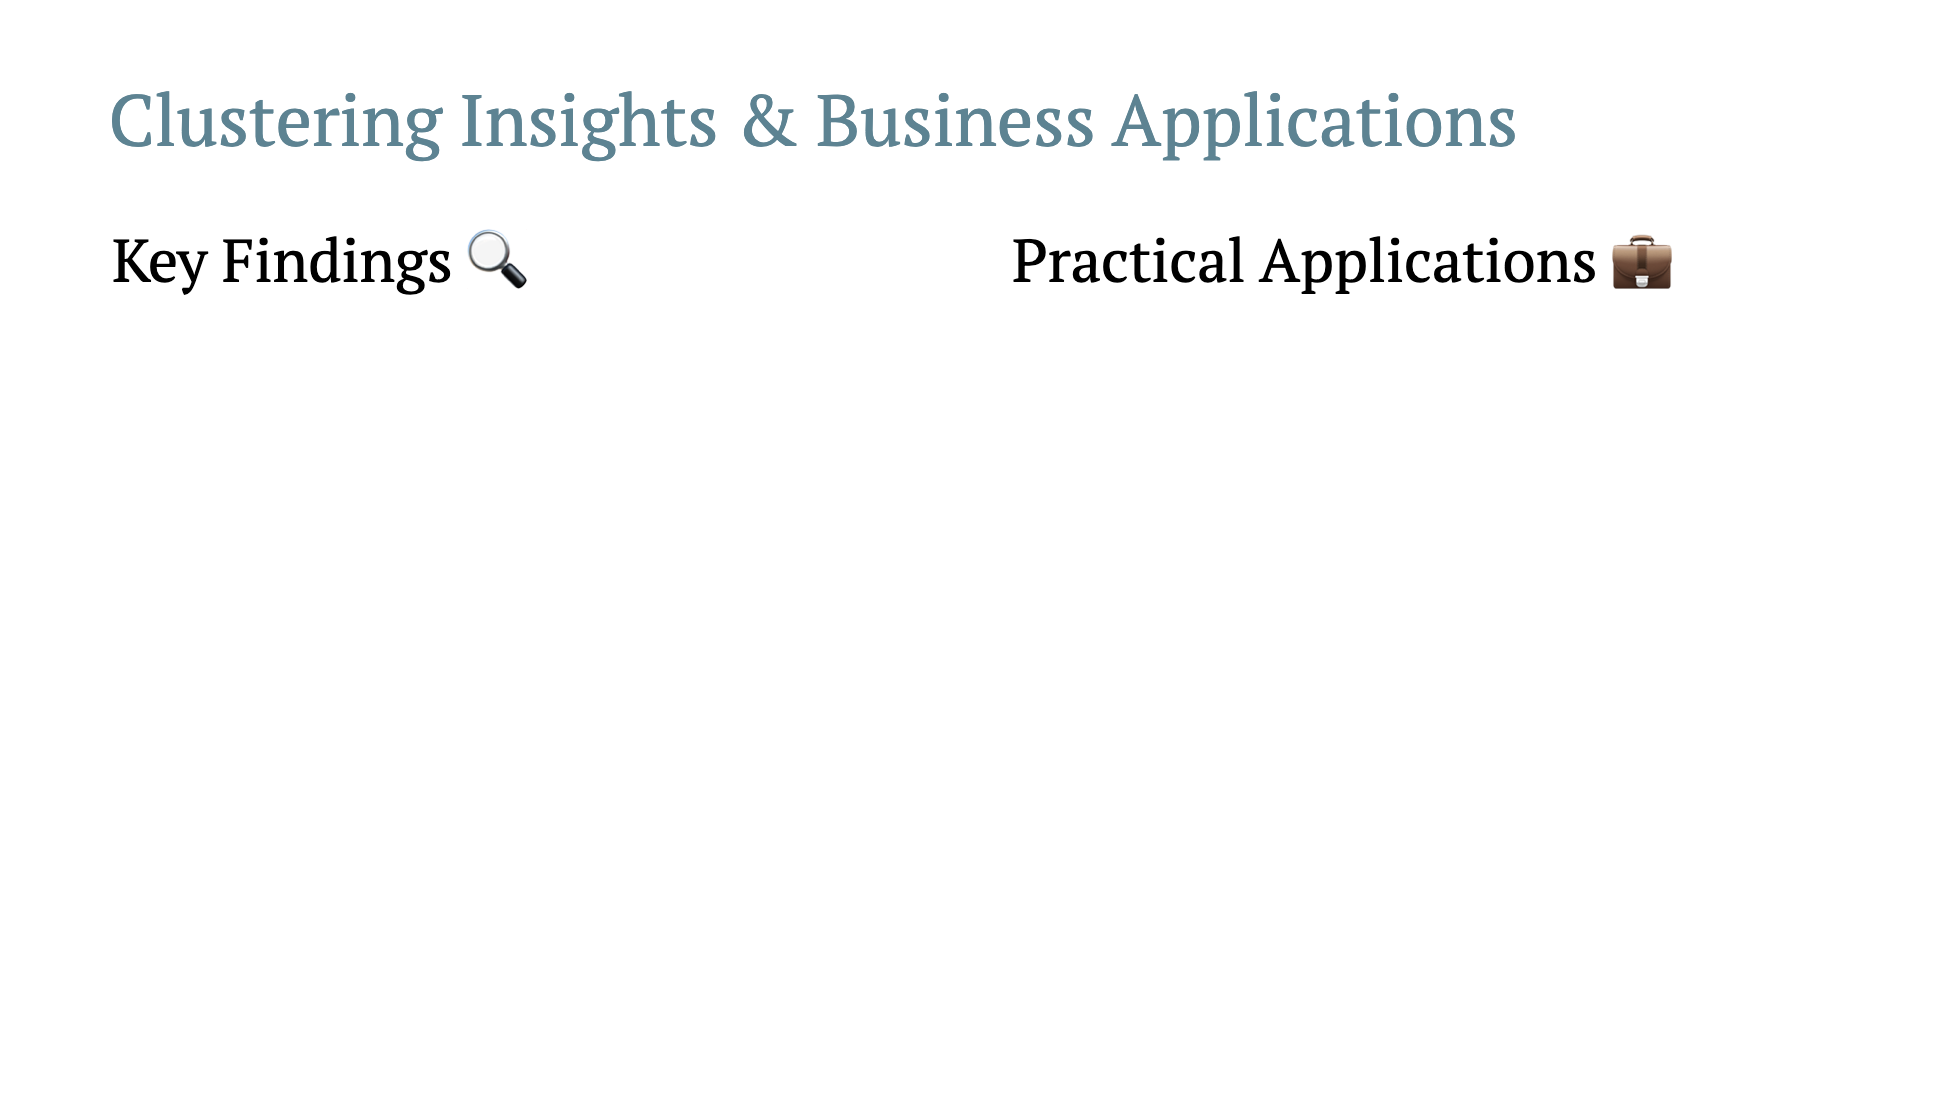 Clustering Insights & Business Applications
Key Findings 🔍
Practical Applications 💼